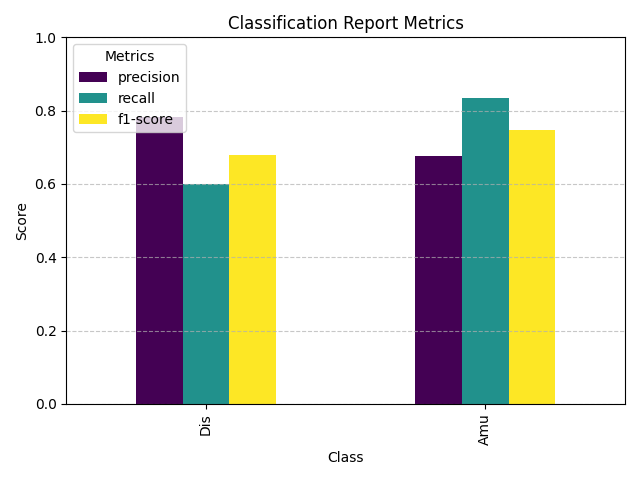 Classification Report Metrics
Metrics
precision
recall
f1-score
1.0
0.8
0.6
0.4
0.2
0.0
Score
Dis
Amu
Class